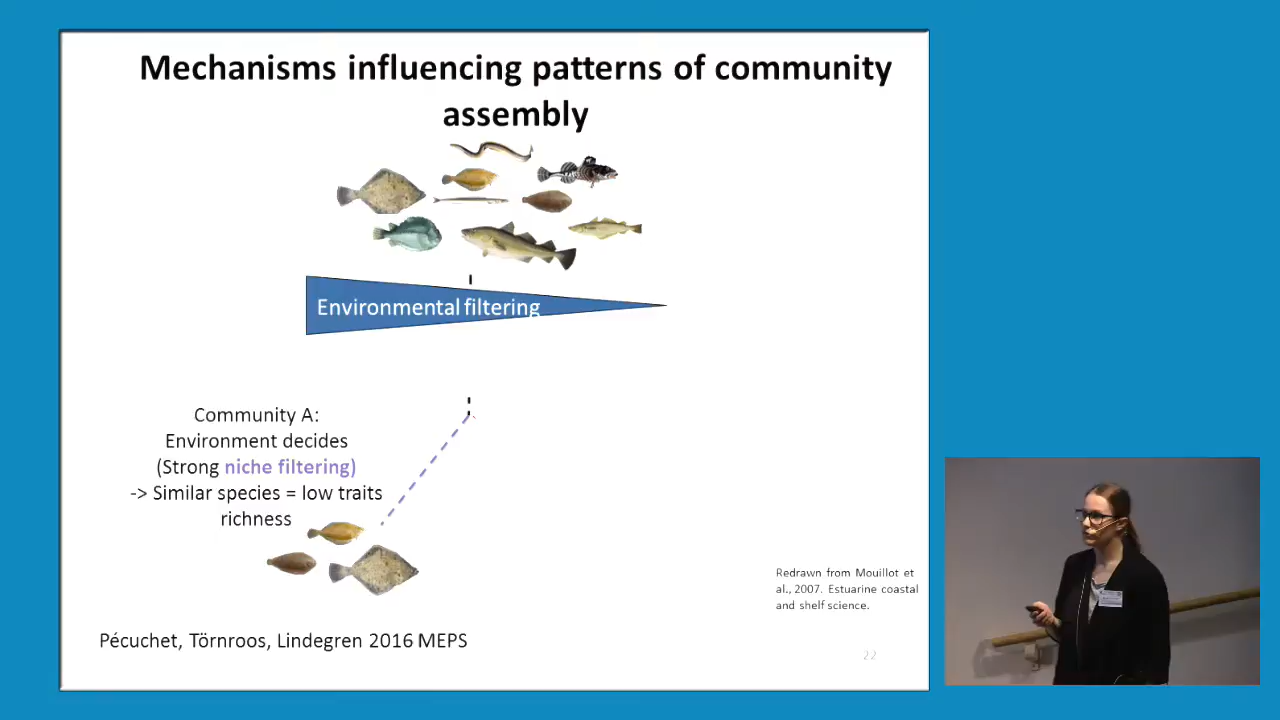 Mechanisms influencing patterns of community
assembly
Environmental filtering
Community A:
Environment decides
(Strong niche filtering)
-> Similar species = low traits
richness
Redrawn from Mouillot et
al., 2007. Estuarine coastal
and shelf science.
Pécuchet, Törnroos, Lindegren 2016 MEPS
22